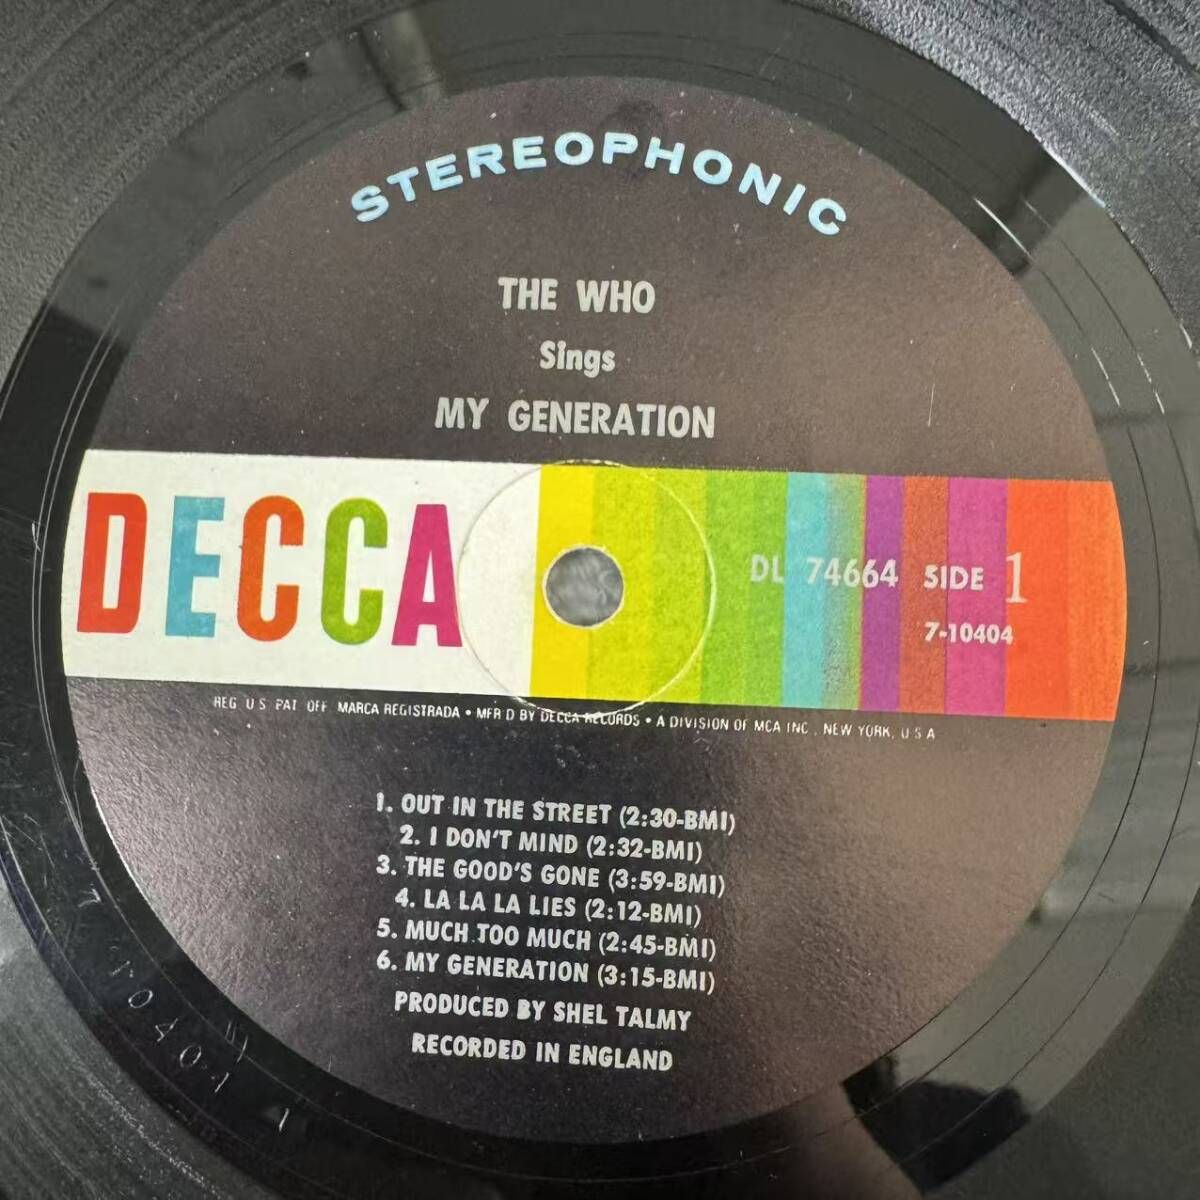 STEREOPHONIC
THE WHO
Sings
MY GENERATION
DECCA
DL 74664 SIDE 1
7-10404
REG U S PAT OFF MARCA REGISTRADA • MFR D BY DECCA RECORDS • A DIVISION OF MCA INC., NEW YORK, U S A
1. OUT IN THE STREET (2:30-BMI)
2. I DON'T MIND (2:32-BMI)
3. THE GOOD'S GONE (3:59-BMI)
4. LA LA LA LIES (2:12-BMI)
5. MUCH TOO MUCH (2:45-BMI)
6. MY GENERATION (3:15-BMI)
PRODUCED BY SHEL TALMY
RECORDED IN ENGLAND